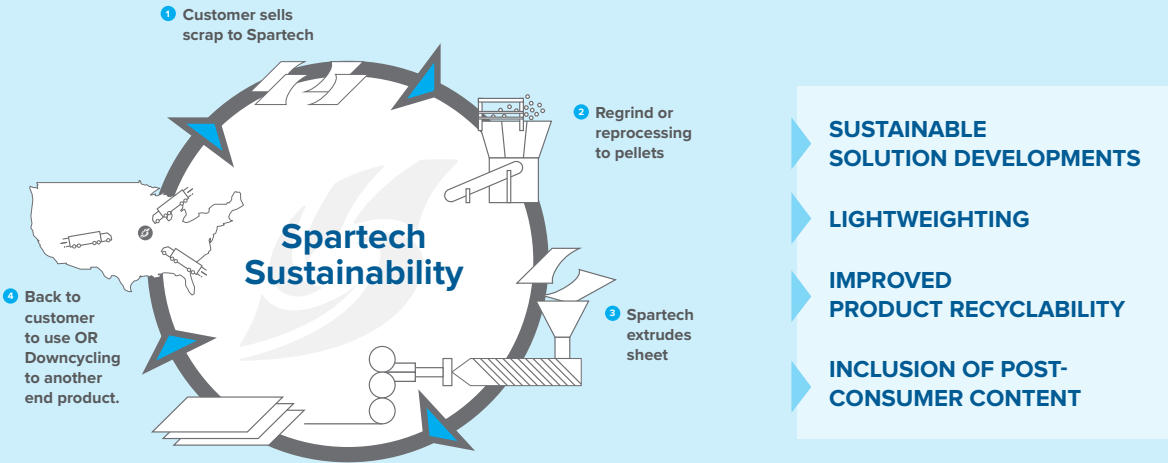 1 Customer sells
scrap to Spartech
2 Regrind or
reprocessing
to pellets
3 Spartech
extrudes
sheet
4 Back to
customer
to use OR
Downcycling
to another
end product.
Spartech
Sustainability
SUSTAINABLE
SOLUTION DEVELOPMENTS
LIGHTWEIGHTING
IMPROVED
PRODUCT RECYCLABILITY
INCLUSION OF POST-
CONSUMER CONTENT